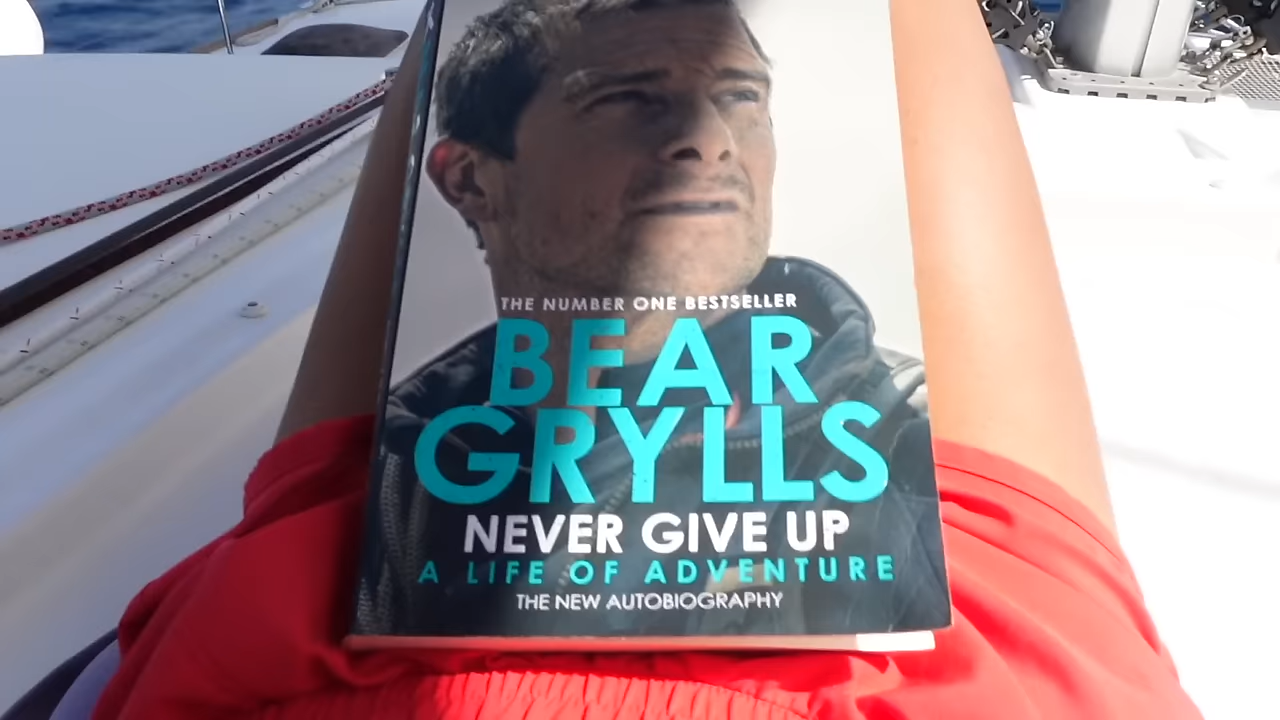 THE NUMBER ONE BESTSELLER
BEAR
GRYLLS
NEVER GIVE UP
A LIFE OF ADVENTURE
THE NEW AUTOBIOGRAPHY